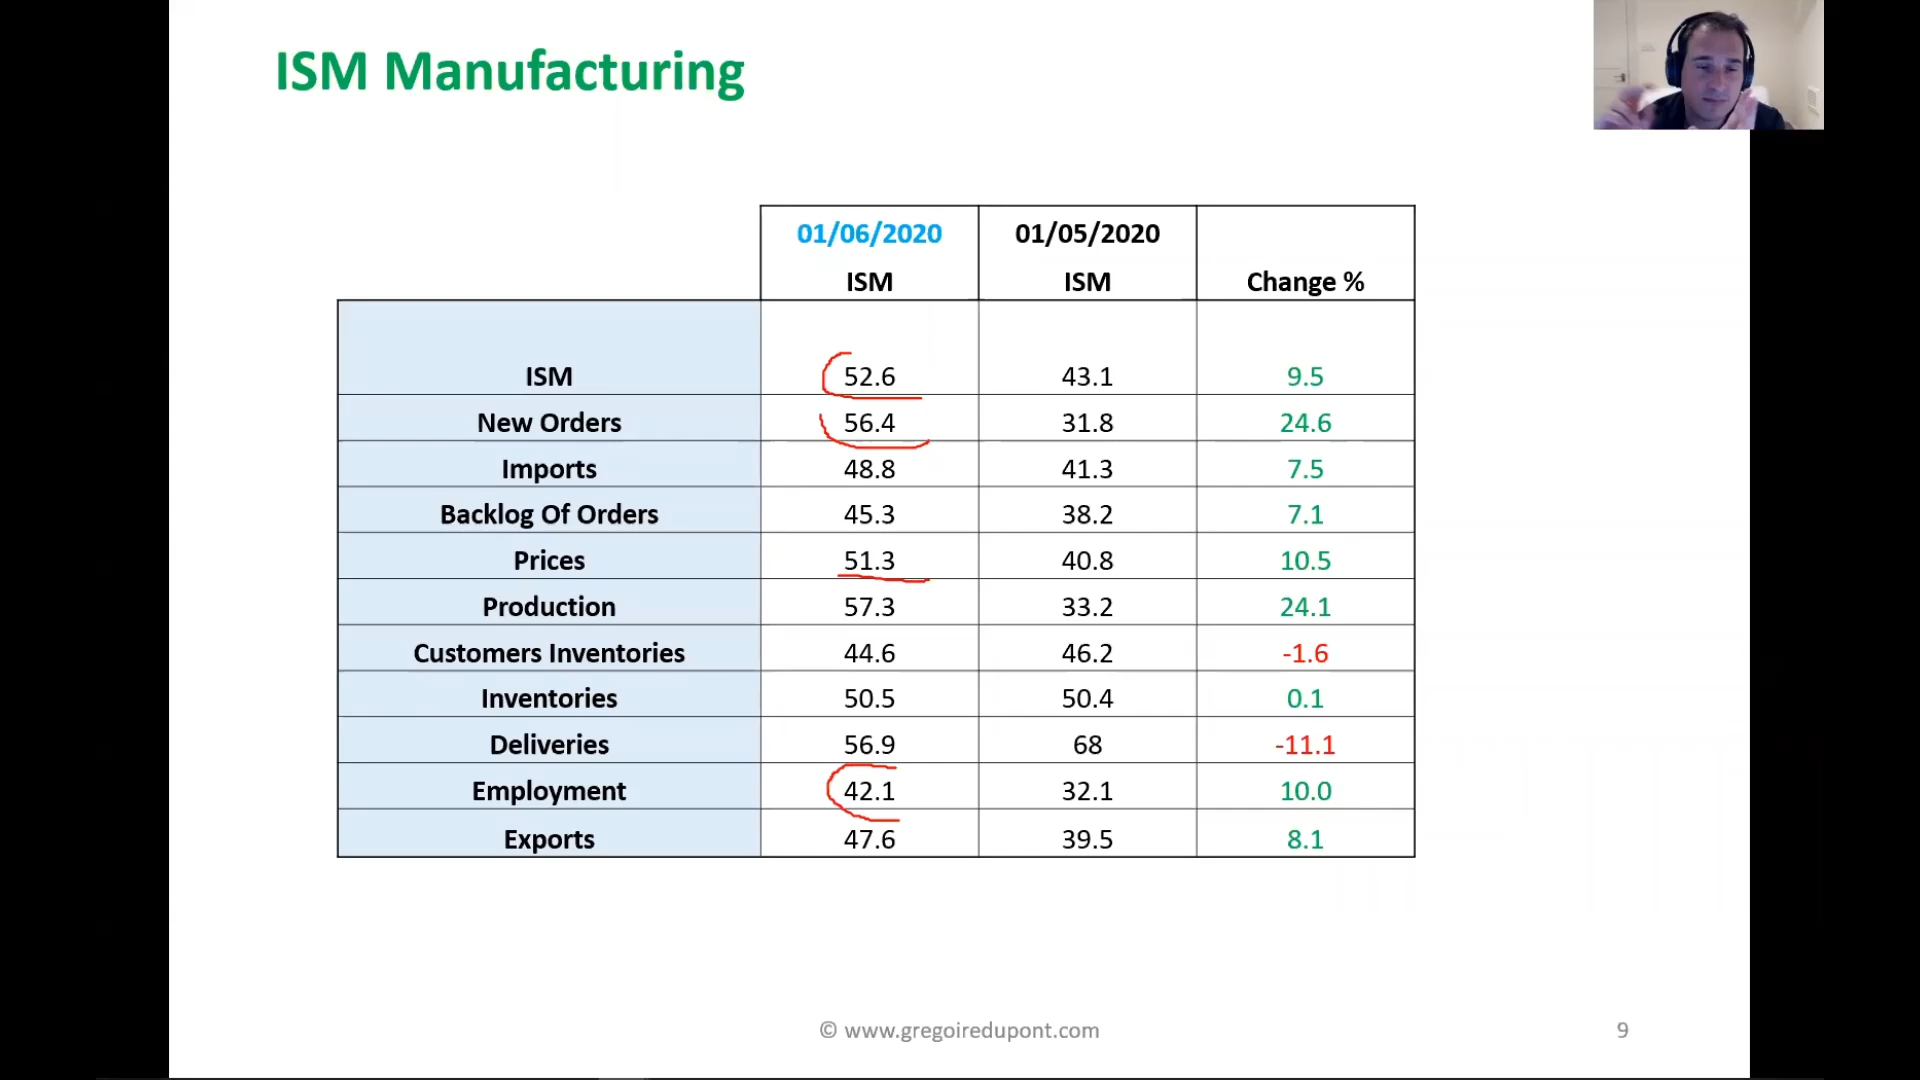 ISM Manufacturing
01/06/2020 01/05/2020
ISM ISM Change %
ISM 52.6 43.1 9.5
New Orders 56.4 31.8 24.6
Imports 48.8 41.3 7.5
Backlog Of Orders 45.3 38.2 7.1
Prices 51.3 40.8 10.5
Production 57.3 33.2 24.1
Customers Inventories 44.6 46.2 -1.6
Inventories 50.5 50.4 0.1
Deliveries 56.9 68 -11.1
Employment 42.1 32.1 10.0
Exports 47.6 39.5 8.1
© www.gregoiredupont.com 9